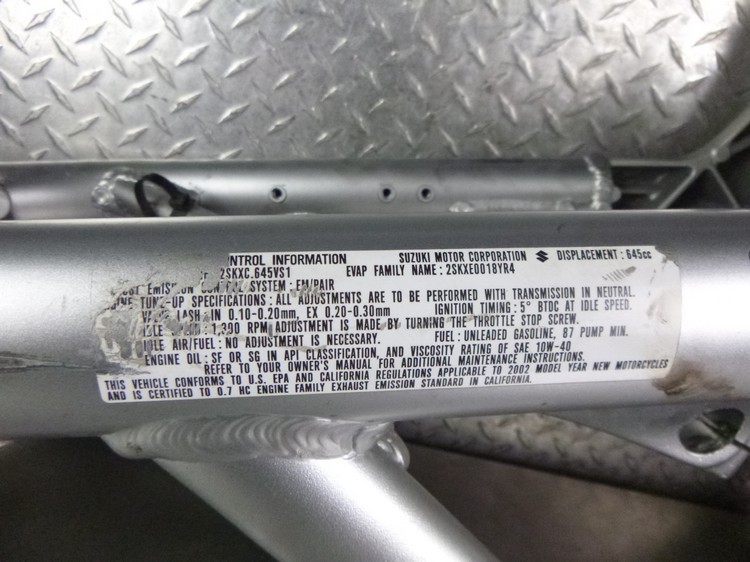 NTROL INFORMATION SUZUKI MOTOR CORPORATION DISPLACEMENT : 645cc
2SKXC.645VS1 EVAP FAMILY NAME : 2SKXE0018YR4
SYSTEM : EM/PAIR
TUNE-UP SPECIFICATIONS : ALL ADJUSTMENTS ARE TO BE PERFORMED WITH TRANSMISSION IN NEUTRAL.
LASH : IN 0.10-0.20mm, EX 0.20-0.30mm IGNITION TIMING : 5° BTDC AT IDLE SPEED.
IDLE RPM ADJUSTMENT IS MADE BY TURNING THE THROTTLE STOP SCREW.
IDLE AIR/FUEL : NO ADJUSTMENT IS NECESSARY. FUEL : UNLEADED GASOLINE, 87 PUMP MIN.
ENGINE OIL : SF OR SG IN API CLASSIFICATION, AND VISCOSITY RATING OF SAE 10W-40
REFER TO YOUR OWNER'S MANUAL FOR ADDITIONAL MAINTENANCE INSTRUCTIONS.
THIS VEHICLE CONFORMS TO U.S. EPA AND CALIFORNIA REGULATIONS APPLICABLE TO 2002 MODEL YEAR NEW MOTORCYCLES
AND IS CERTIFIED TO 0.7 HC ENGINE FAMILY EXHAUST EMISSION STANDARD IN CALIFORNIA.